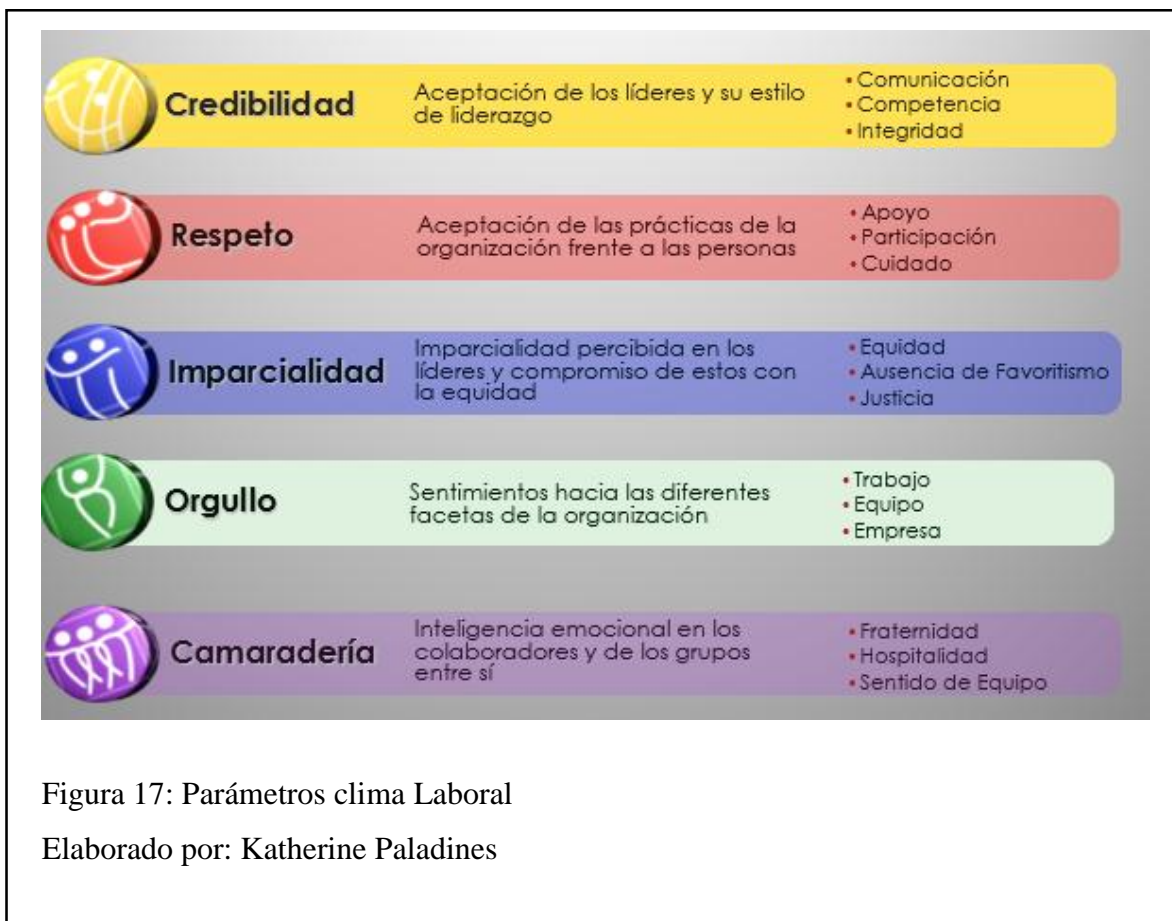 Credibilidad
Aceptación de los líderes y su estilo
de liderazgo
• Comunicación
• Competencia
• Integridad
Respeto
Aceptación de las prácticas de la
organización frente a las personas
• Apoyo
• Participación
• Cuidado
Imparcialidad
Imparcialidad percibida en los
líderes y compromiso de estos con
la equidad
• Equidad
• Ausencia de Favoritismo
• Justicia
Orgullo
Sentimientos hacia las diferentes
facetas de la organización
• Trabajo
• Equipo
• Empresa
Camaradería
Inteligencia emocional en los
colaboradores y de los grupos
entre sí
• Fraternidad
• Hospitalidad
• Sentido de Equipo
Figura 17: Parámetros clima Laboral
Elaborado por: Katherine Paladines